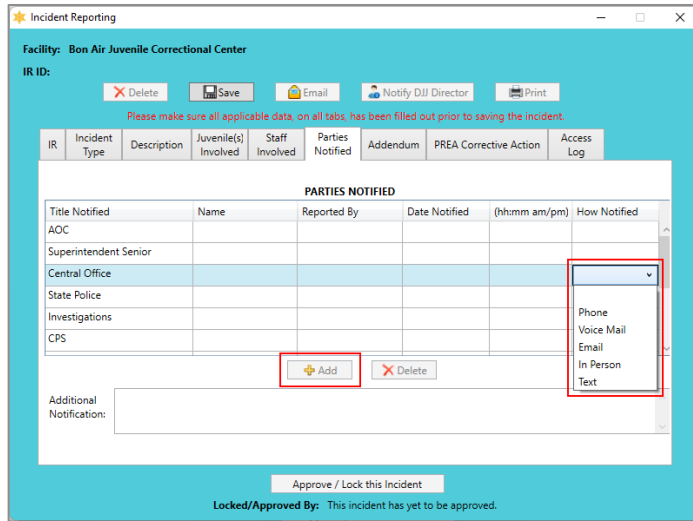 Incident Reporting
Facility: Bon Air Juvenile Correctional Center
IR ID:
Delete Save Email Notify DJJ Director Print
Please make sure all applicable data, on all tabs, has been filled out prior to saving the incident.
IR Incident Type Description Juvenile(s) Involved Staff Involved Parties Notified Addendum PREA Corrective Action Access Log
PARTIES NOTIFIED
Title Notified Name Reported By Date Notified (hh:mm am/pm) How Notified
AOC
Superintendent Senior
Central Office
State Police
Investigations
CPS
Phone
Voice Mail
Email
In Person
Text
Add Delete
Additional
Notification:
Approve / Lock this Incident
Locked/Approved By: This incident has yet to be approved.